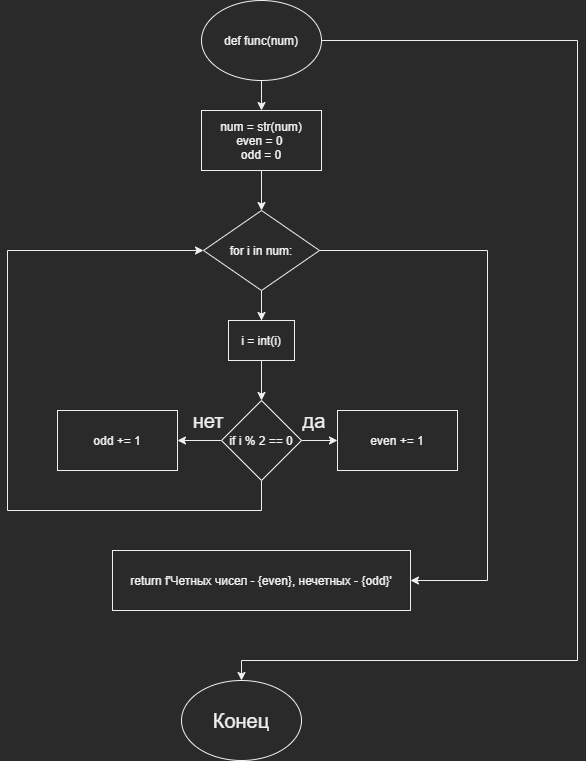 def func(num)
num = str(num)
even = 0
odd = 0
for i in num:
i = int(i)
нет
да
odd += 1
if i % 2 == 0
even += 1
return f'Четных чисел - {even}, нечетных - {odd}'
Конец